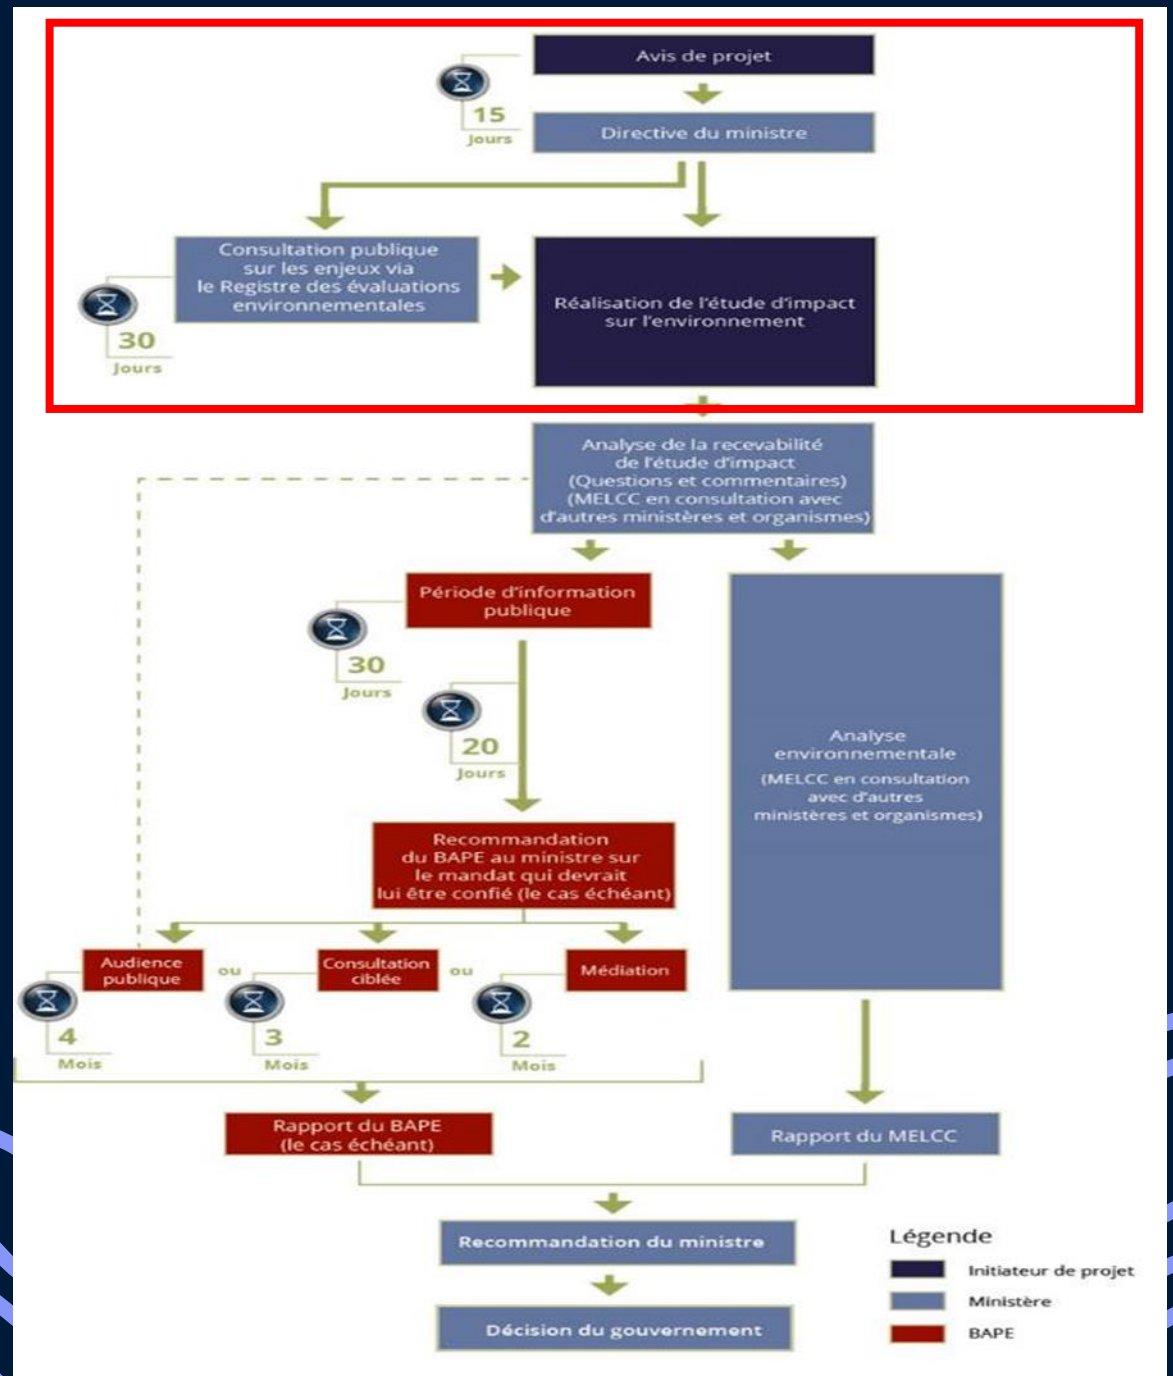 Avis de projet
15
Jours
Directive du ministre
Consultation publique
sur les enjeux via
le Registre des évaluations
environnementales
30
Jours
Réalisation de l'étude d'impact
sur l'environnement
Analyse de la recevabilité
de l'étude d'impact
(Questions et commentaires)
(MELCC en consultation avec
d'autres ministères et organismes)
Période d'information
publique
30
Jours
20
Jours
Analyse
environnementale
(MELCC en consultation
avec d'autres
ministères et organismes)
Recommandation
du BAPE au ministre sur
le mandat qui devrait
lui être confié (le cas échéant)
Audience
publique
ou
Consultation
ciblée
ou
Médiation
4
Mois
3
Mois
2
Mois
Rapport du BAPE
(le cas échéant)
Rapport du MELCC
Recommandation du ministre
Décision du gouvernement
Légende
Initiateur de projet
Ministère
BAPE